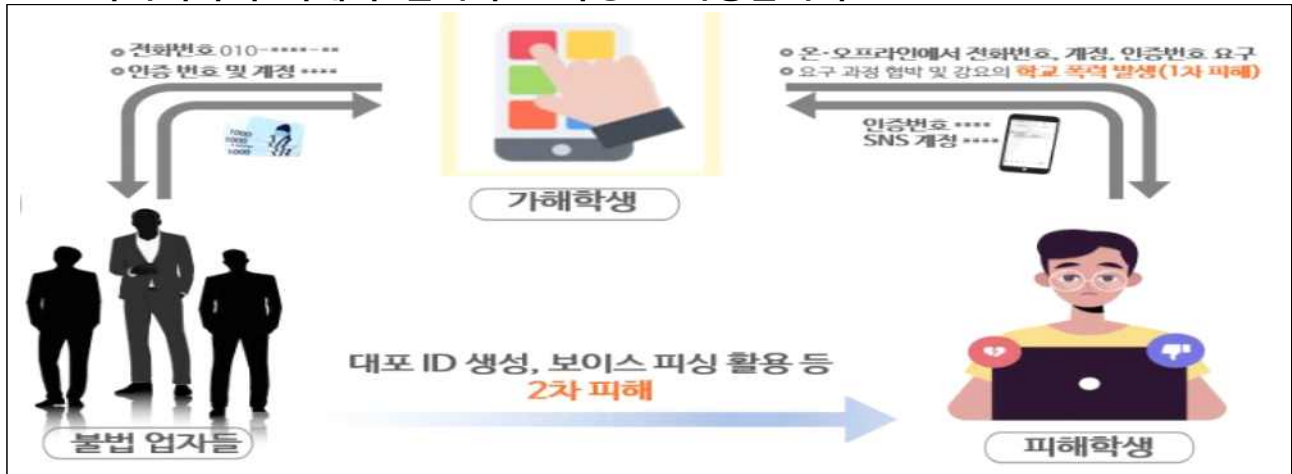 전화번호 010-****-**
인증 번호 및 계정 ****
온·오프라인에서 전화번호, 계정, 인증번호 요구
요구 과정 협박 및 강요의 학교 폭력 발생(1차 피해)
1000
1000
1000
인증번호 ****
SNS 계정 ****
가해학생
대포 ID 생성, 보이스 피싱 활용 등
2차 피해
불법 업자들
피해학생